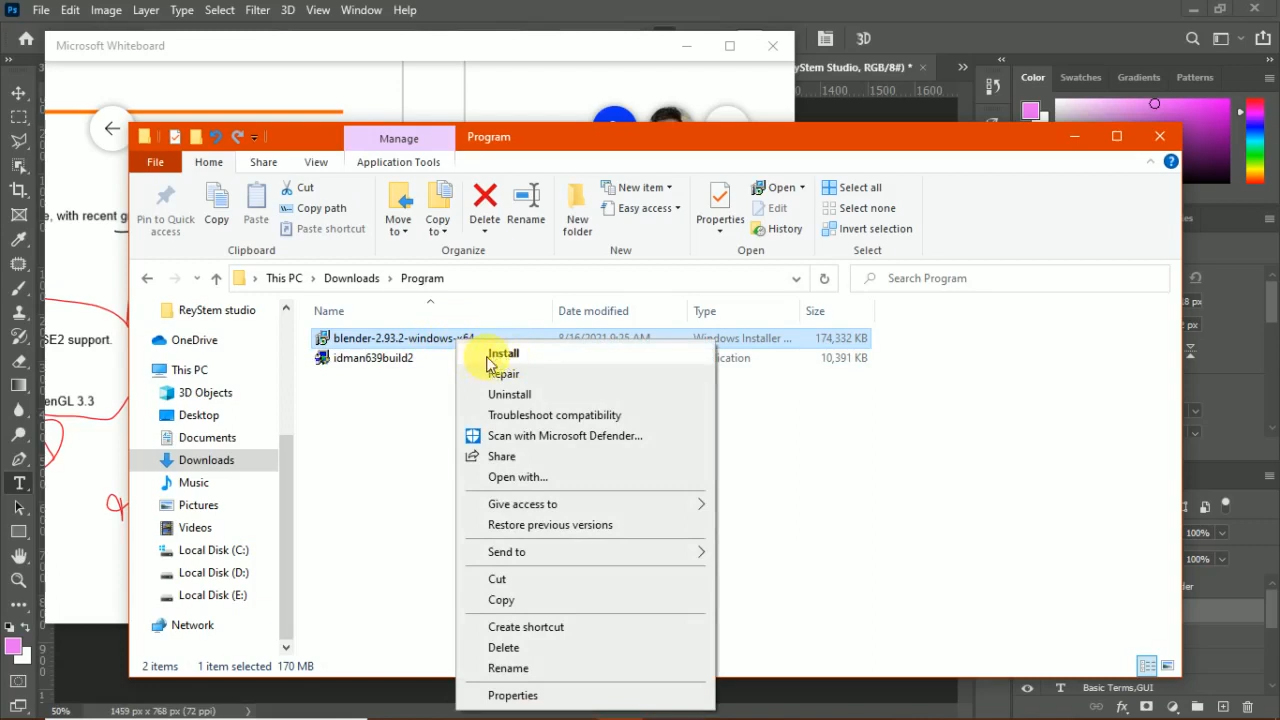 Ps File Edit Image Layer Type Select Filter 3D View Window Help
Microsoft Whiteboard
3D
yStem Studio, RGB/8#) *
Color Swatches Gradients Patterns
1400 1500 1600
Manage
Program
File Home Share View Application Tools
Pin to Quick access
Copy
Paste
Cut
Copy path
Paste shortcut
Move to
Copy to
Delete
Rename
New folder
New item
Easy access
Properties
Open
Edit
History
Select all
Select none
Invert selection
Clipboard
Organize
New
Open
Select
, with recent g
This PC > Downloads > Program
Search Program
Name Date modified Type Size
blender-2.93.2-windows-x64 8/16/2021 9:25 AM Windows Installer ... 174,332 KB
idman639build2 ication 10,391 KB
ReyStem studio
OneDrive
This PC
3D Objects
Desktop
Documents
Downloads
Music
Pictures
Videos
Local Disk (C:)
Local Disk (D:)
Local Disk (E:)
Network
SE2 support.
enGL 3.3
Install
Repair
Uninstall
Troubleshoot compatibility
Scan with Microsoft Defender...
Share
Open with...
Give access to
Restore previous versions
Send to
Cut
Copy
Create shortcut
Delete
Rename
Properties
2 items 1 item selected 170 MB
8 px
px
100%
100%
der
Basic Terms,GUI
50% 1459 px x 768 px (72 ppi)